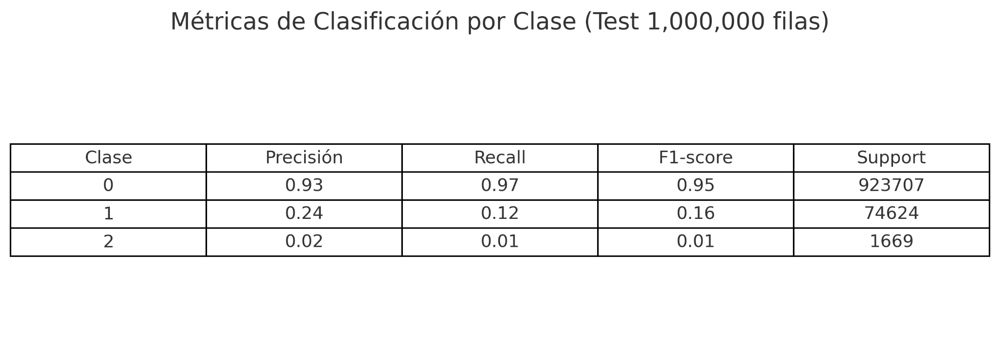 Métricas de Clasificación por Clase (Test 1,000,000 filas)
Clase Precisión Recall F1-score Support
0 0.93 0.97 0.95 923707
1 0.24 0.12 0.16 74624
2 0.02 0.01 0.01 1669